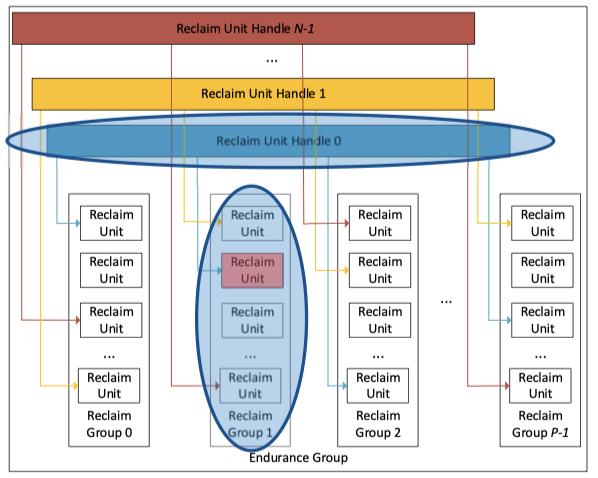 Reclaim Unit Handle N-1
...
Reclaim Unit Handle 1
Reclaim Unit Handle 0
Reclaim
Unit
Reclaim
Unit
Reclaim
Unit
...
Reclaim
Unit
Reclaim
Group 0
Reclaim
Unit
Reclaim
Unit
Reclaim
Unit
...
Reclaim
Unit
Reclaim
Group 1
Reclaim
Unit
Reclaim
Unit
Reclaim
Unit
...
Reclaim
Unit
Reclaim
Group 2
...
Reclaim
Unit
Reclaim
Unit
Reclaim
Unit
...
Reclaim
Unit
Reclaim
Group P-1
Endurance Group